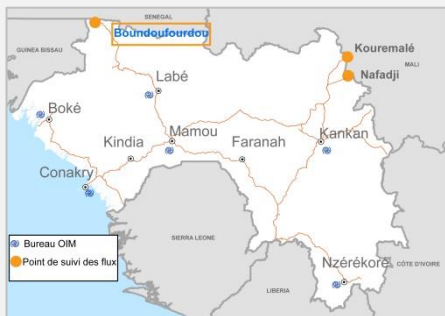 SENEGAL
Boundoufourdou
GUINEA BISSAU
Kouremalé
MALI
Nafadji
Labé
Boké
Kindia
Mamou
Faranah
Kankan
Conakry
SIERRA LEONE
Bureau OIM
Point de suivi des flux
Nzérékoré
CÔTE D'IVOIRE
LIBERIA